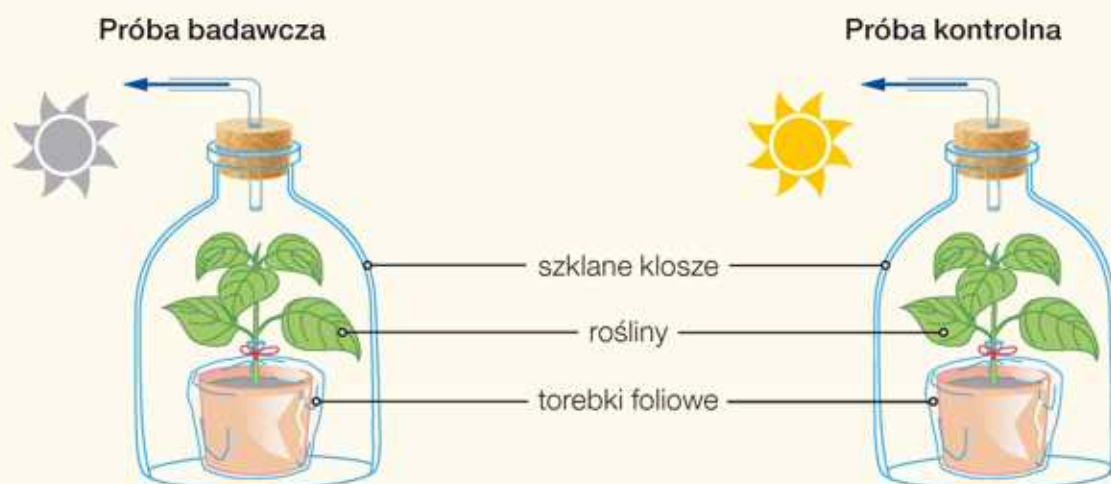 Próba badawcza
Próba kontrolna
szklane klosze
rośliny
torebki foliowe